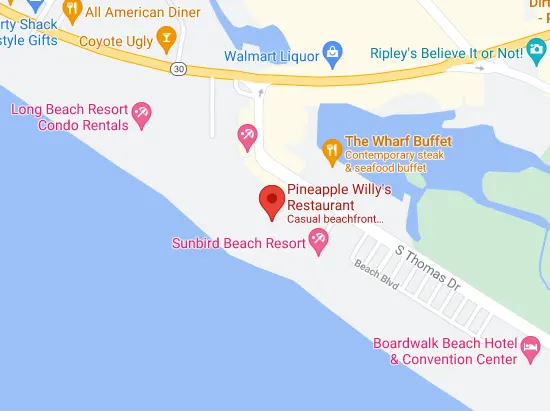 Dirt
- P
All American Diner
rty Shack
style Gifts
Coyote Ugly
Walmart Liquor
Ripley's Believe It or Not!
30
Long Beach Resort
Condo Rentals
The Wharf Buffet
Contemporary steak
& seafood buffet
Pineapple Willy's
Restaurant
Casual beachfront...
Sunbird Beach Resort
S Thomas Dr
Beach Blvd
Boardwalk Beach Hotel
& Convention Center